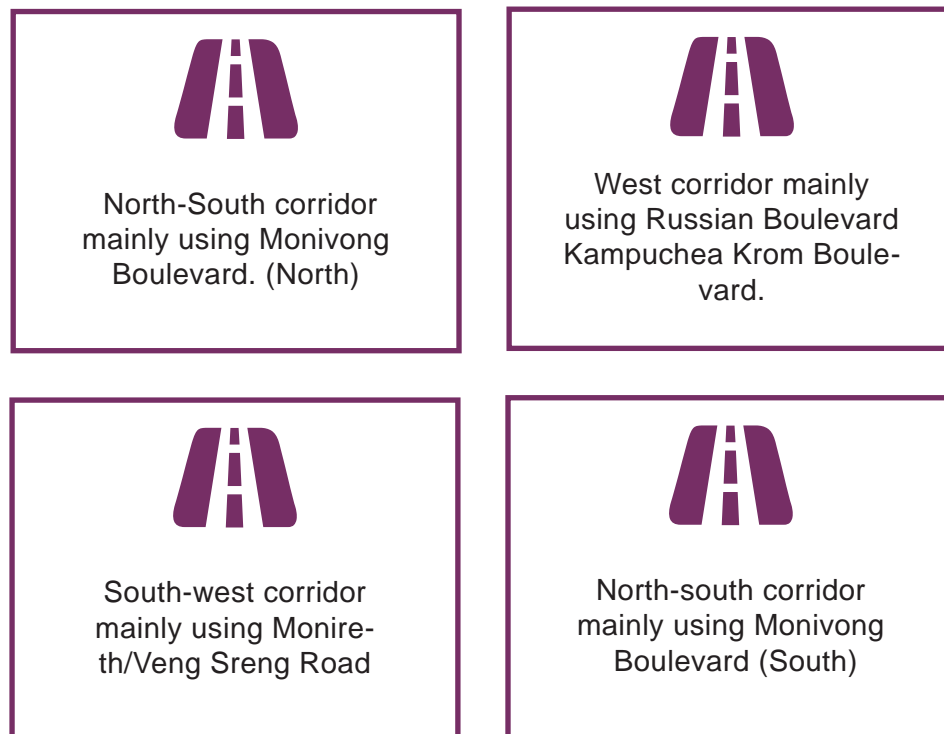 North-South corridor
mainly using Monivong
Boulevard. (North)
West corridor mainly
using Russian Boulevard
Kampuchea Krom Boule-
vard.
South-west corridor
mainly using Monire-
th/Veng Sreng Road
North-south corridor
mainly using Monivong
Boulevard (South)